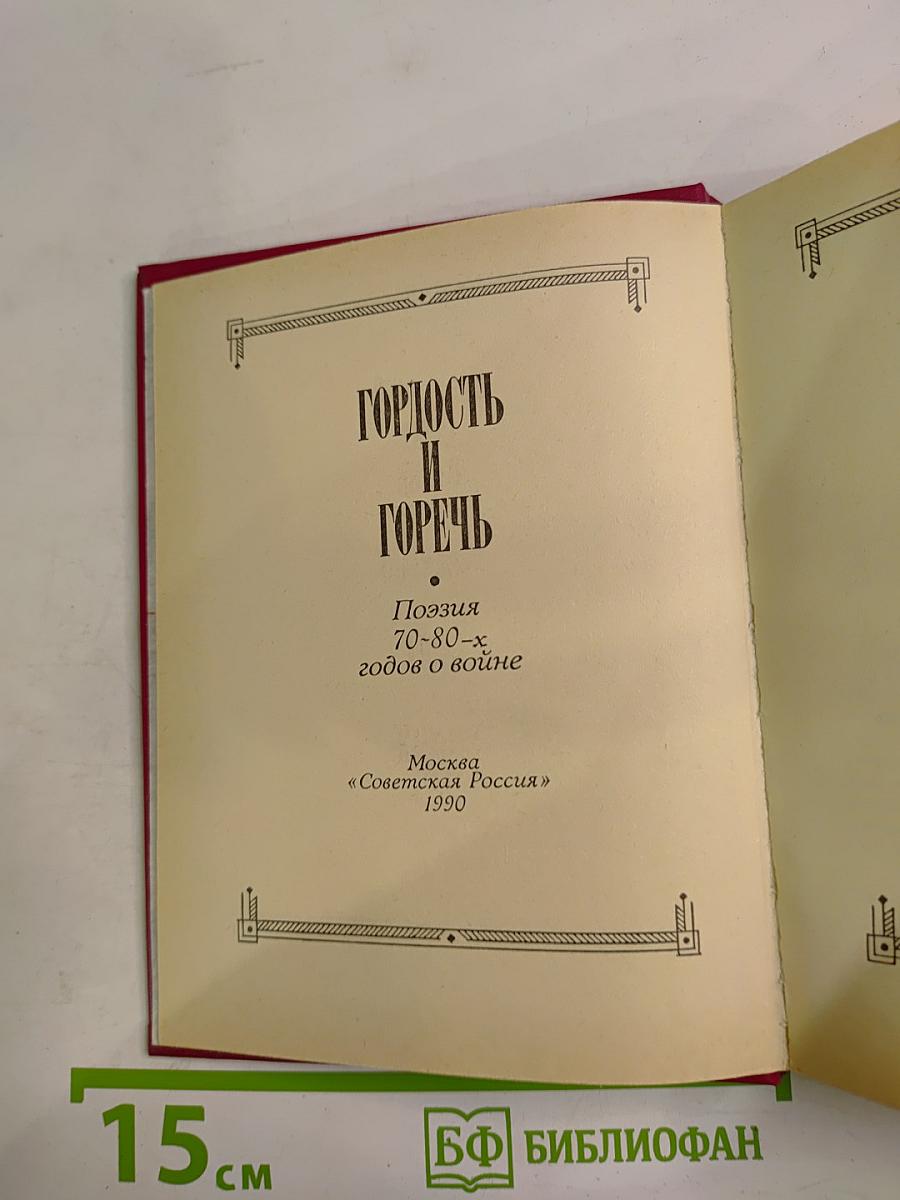 ГОРДОСТЬ
И
ГОРЕЧЬ
Поэзия
70~80-х
годов о войне
Москва
«Советская Россия»
1990
15 см
БФ БИБЛИОФАН